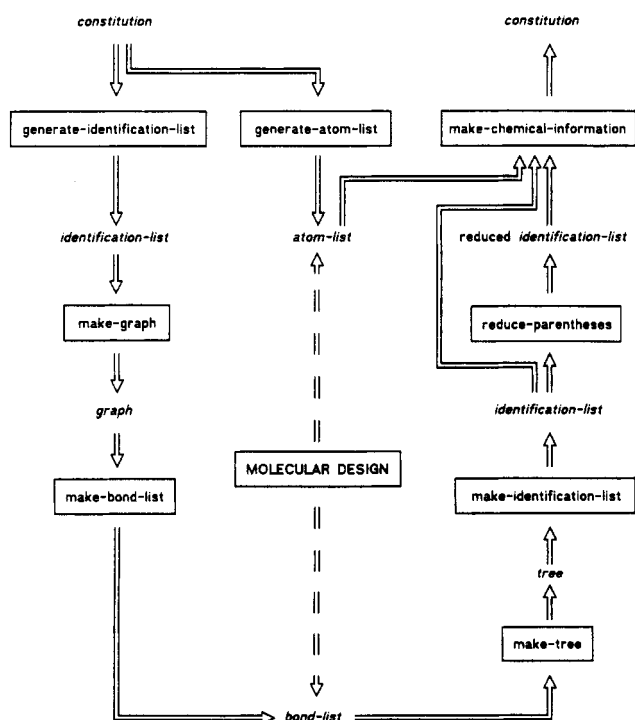 constitution
generate-identification-list
identification-list
make-graph
graph
make-bond-list
generate-atom-list
atom-list
MOLECULAR DESIGN
bond-list
constitution
make-chemical-information
reduced identification-list
reduce-parentheses
identification-list
make-identification-list
tree
make-tree